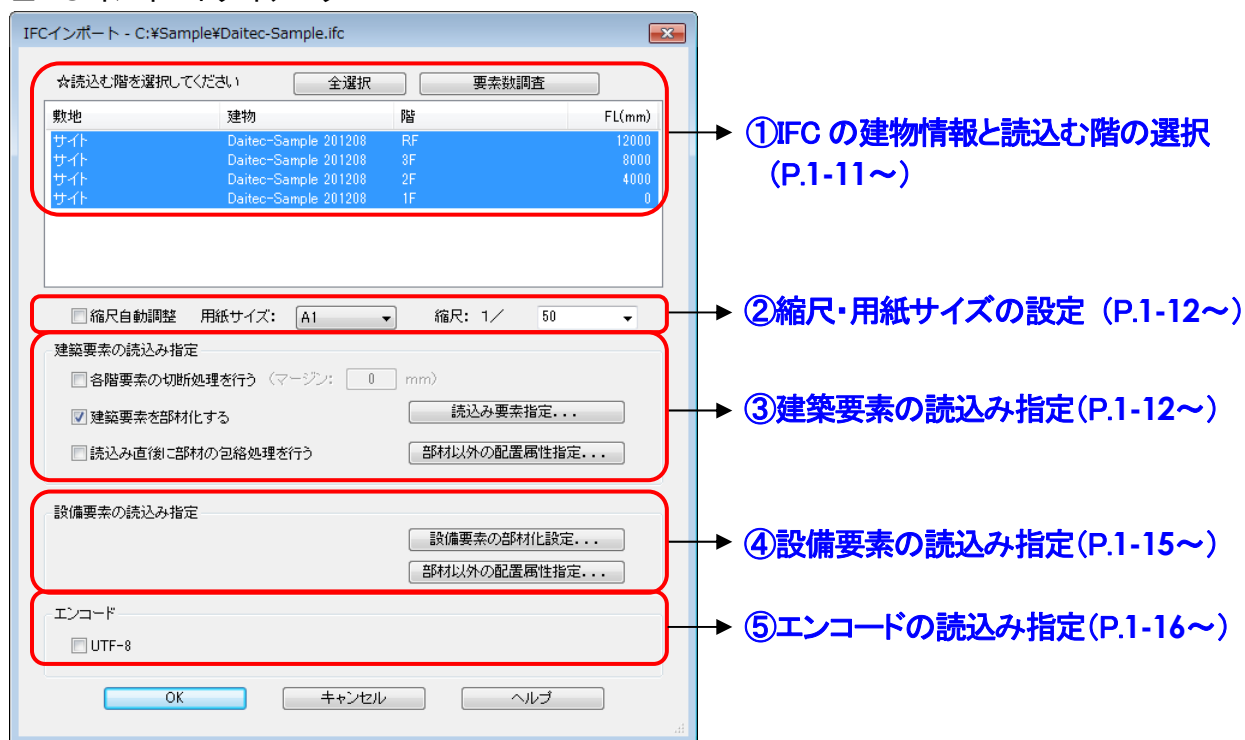 IFCインポート - C:¥Sample¥Daitec-Sample.ifc
☆読込む階を選択してください 全選択 要素数調査
敷地 建物 階 FL(mm)
サイト Daitec-Sample 201208 RF 12000
サイト Daitec-Sample 201208 3F 8000
サイト Daitec-Sample 201208 2F 4000
サイト Daitec-Sample 201208 1F 0
①IFC の建物情報と読込む階の選択
(P.1-11～)
縮尺自動調整 用紙サイズ: A1 縮尺: 1/ 50
②縮尺・用紙サイズの設定 (P.1-12～)
建築要素の読込み指定
各階要素の切断処理を行う (マージン: 0 mm)
建築要素を部材化する 読込み要素指定...
読込み直後に部材の包絡処理を行う 部材以外の配置属性指定...
③建築要素の読込み指定(P.1-12～)
設備要素の読込み指定
設備要素の部材化設定...
部材以外の配置属性指定...
④設備要素の読込み指定(P.1-15～)
エンコード
UTF-8
⑤エンコードの読込み指定(P.1-16～)
OK キャンセル ヘルプ